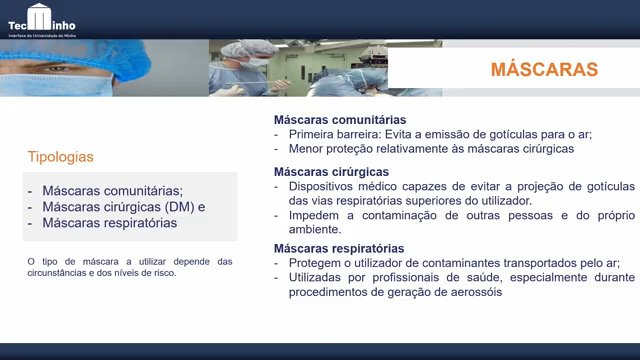 TecMinho
Interface da Universidade do Minho
MÁSCARAS
Tipologias
- Máscaras comunitárias;
- Máscaras cirúrgicas (DM) e
- Máscaras respiratórias
O tipo de máscara a utilizar depende das
circunstâncias e dos níveis de risco.
Máscaras comunitárias
- Primeira barreira: Evita a emissão de gotículas para o ar;
- Menor proteção relativamente às máscaras cirúrgicas
Máscaras cirúrgicas
- Dispositivos médico capazes de evitar a projeção de gotículas
das vias respiratórias superiores do utilizador.
- Impedem a contaminação de outras pessoas e do próprio
ambiente.
Máscaras respiratórias
- Protegem o utilizador de contaminantes transportados pelo ar;
- Utilizadas por profissionais de saúde, especialmente durante
procedimentos de geração de aerossóis